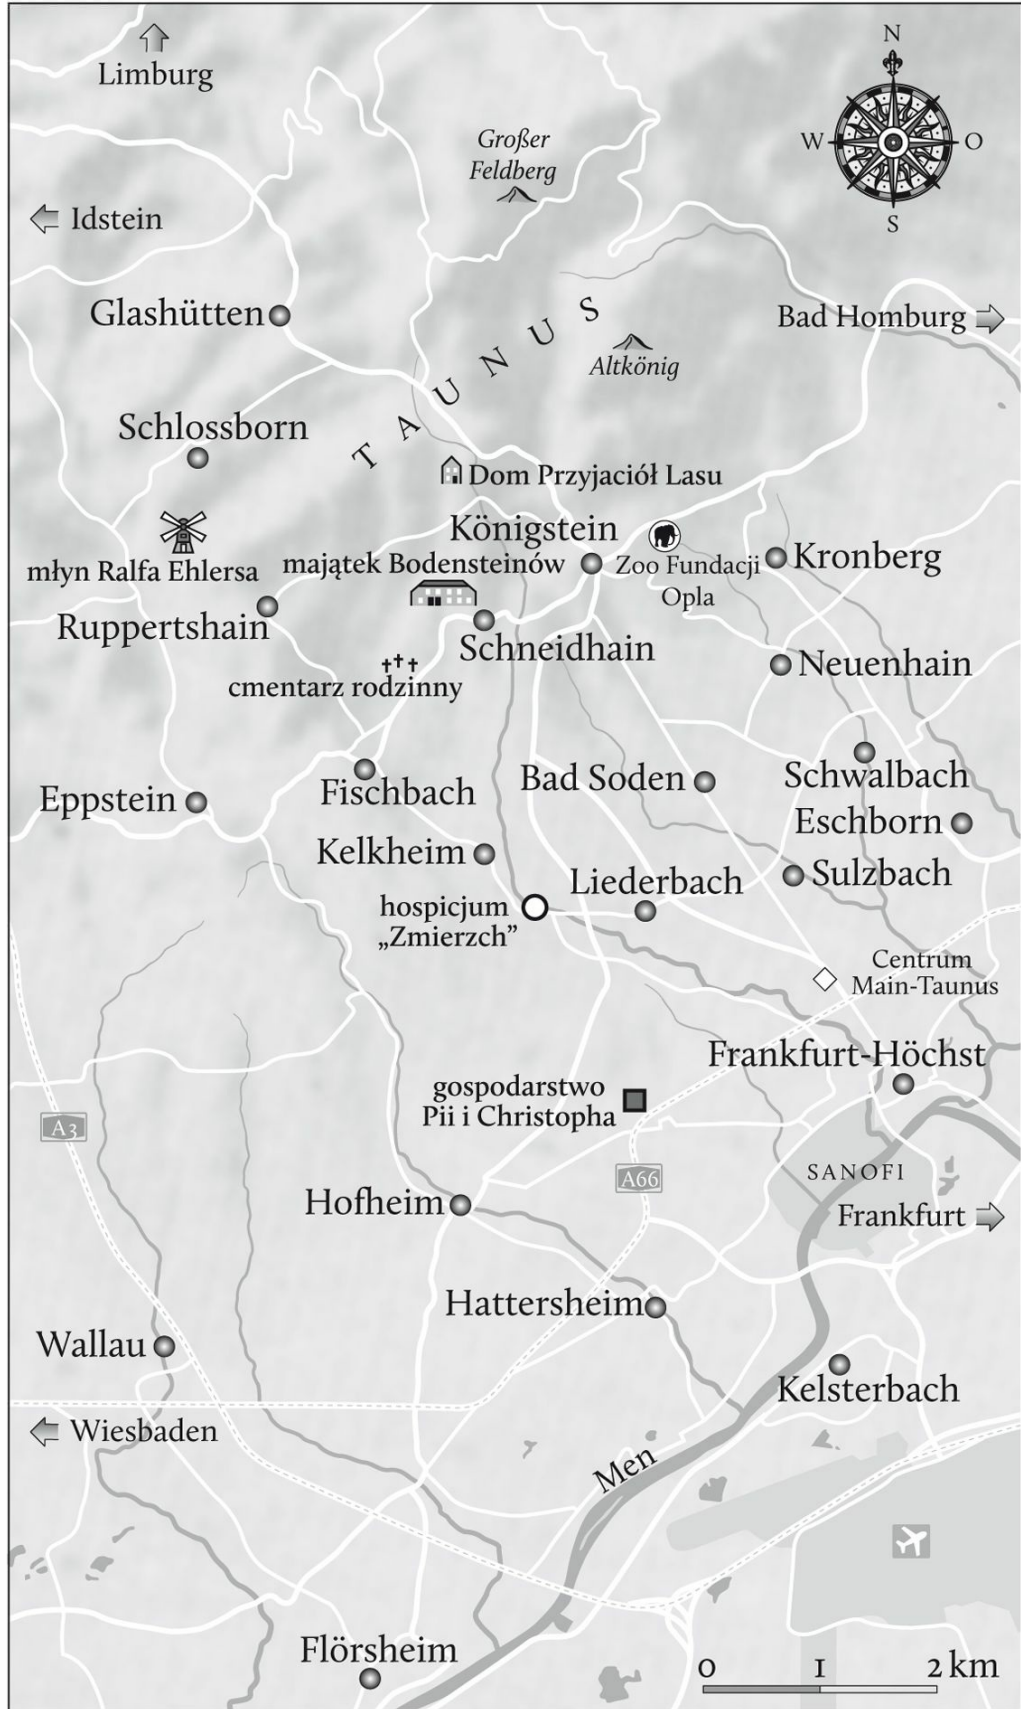 N
Limburg
Großer
Feldberg
W
O
S
Idstein
Glashütten
Bad Homburg
TAUNUS
Altkönig
Schlossborn
Dom Przyjaciół Lasu
Königstein
młyn Ralfa Ehlersa
majątek Bodensteinów
Zoo Fundacji
Opla
Kronberg
Ruppertshain
Schneidhain
Neuenhain
cmentarz rodzinny
Fischbach
Bad Soden
Schwalbach
Eppstein
Eschborn
Kelkheim
Liederbach
Sulzbach
hospicjum
„Zmierzch”
Centrum
Main-Taunus
Frankfurt-Höchst
gospodarstwo
Pii i Christopha
A3
A66
SANOFI
Hofheim
Frankfurt
Hattersheim
Wallau
Kelsterbach
Wiesbaden
Men
Flörsheim
0 1 2 km